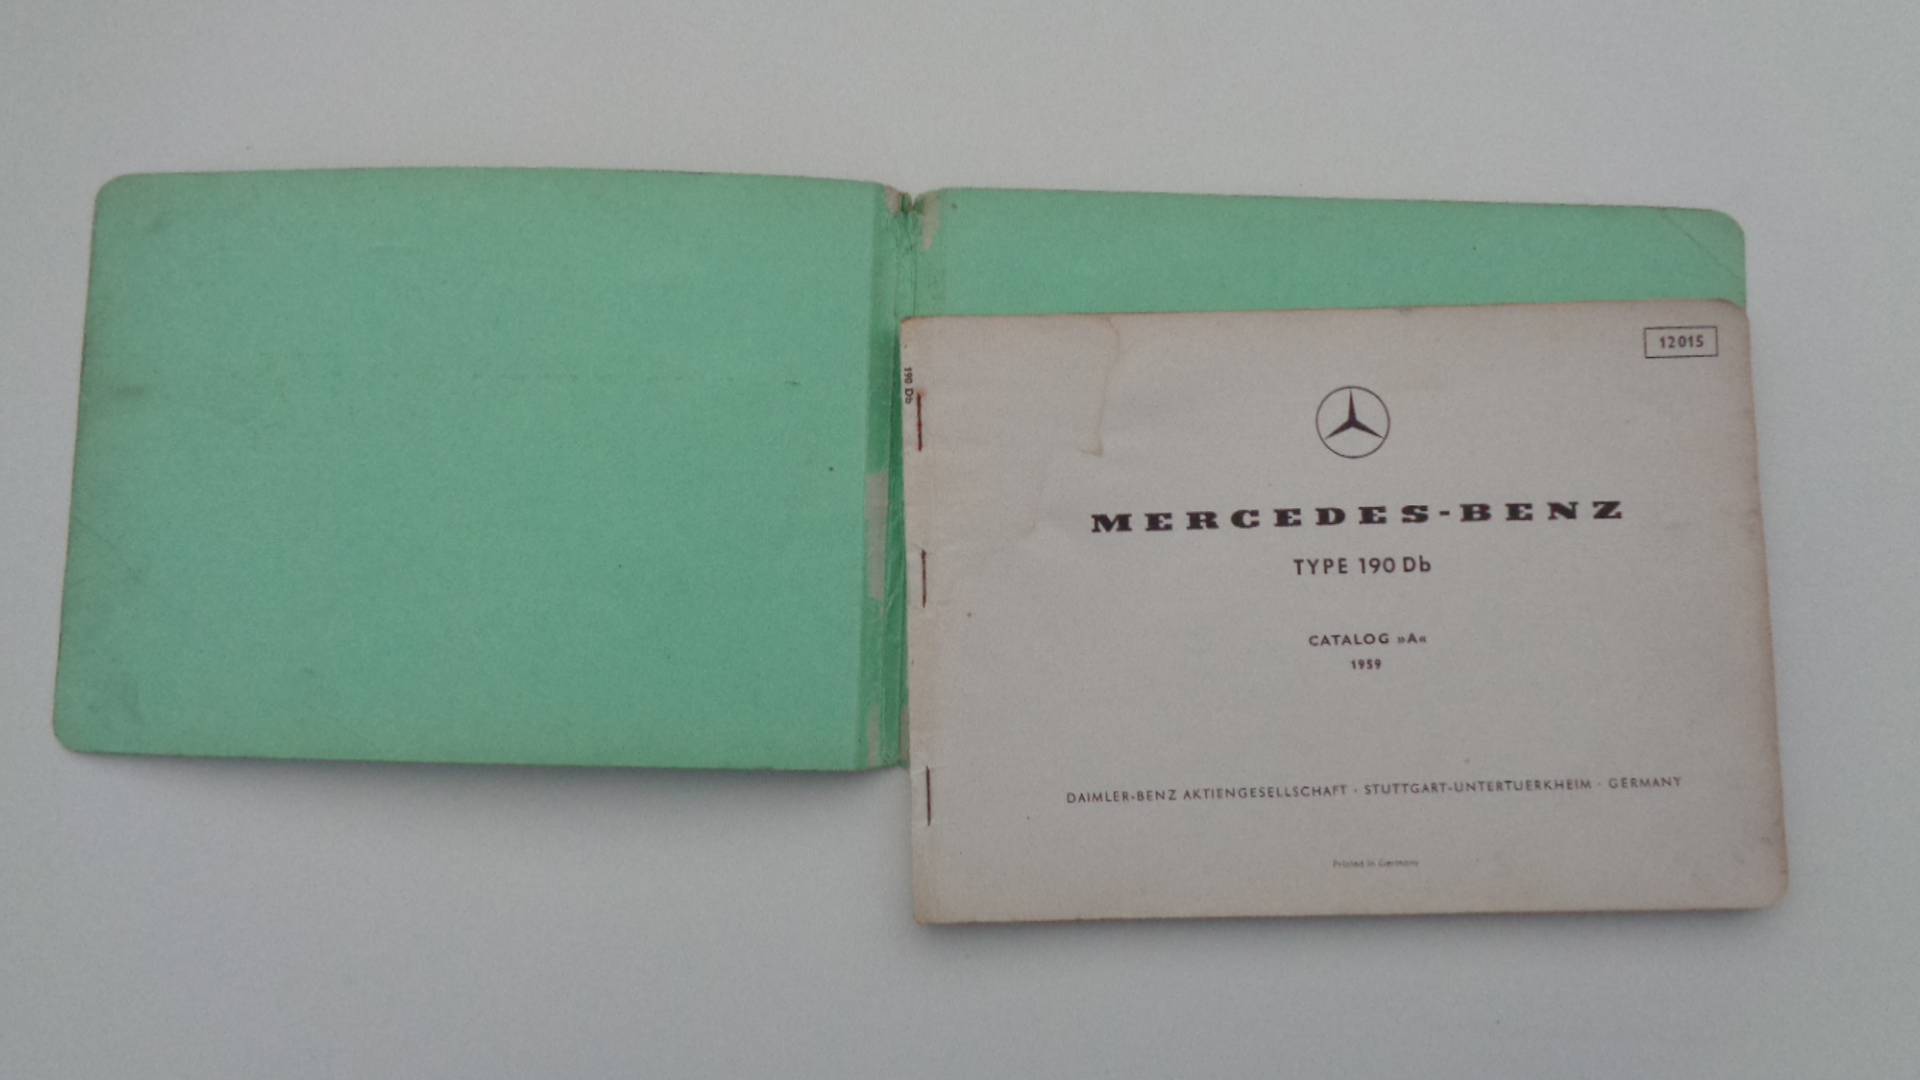 12015
190 Db
MERCEDES-BENZ
TYPE 190 Db
CATALOG »A«
1959
DAIMLER-BENZ AKTIENGESELLSCHAFT · STUTTGART-UNTERTUERKHEIM · GERMANY
Printed in Germany